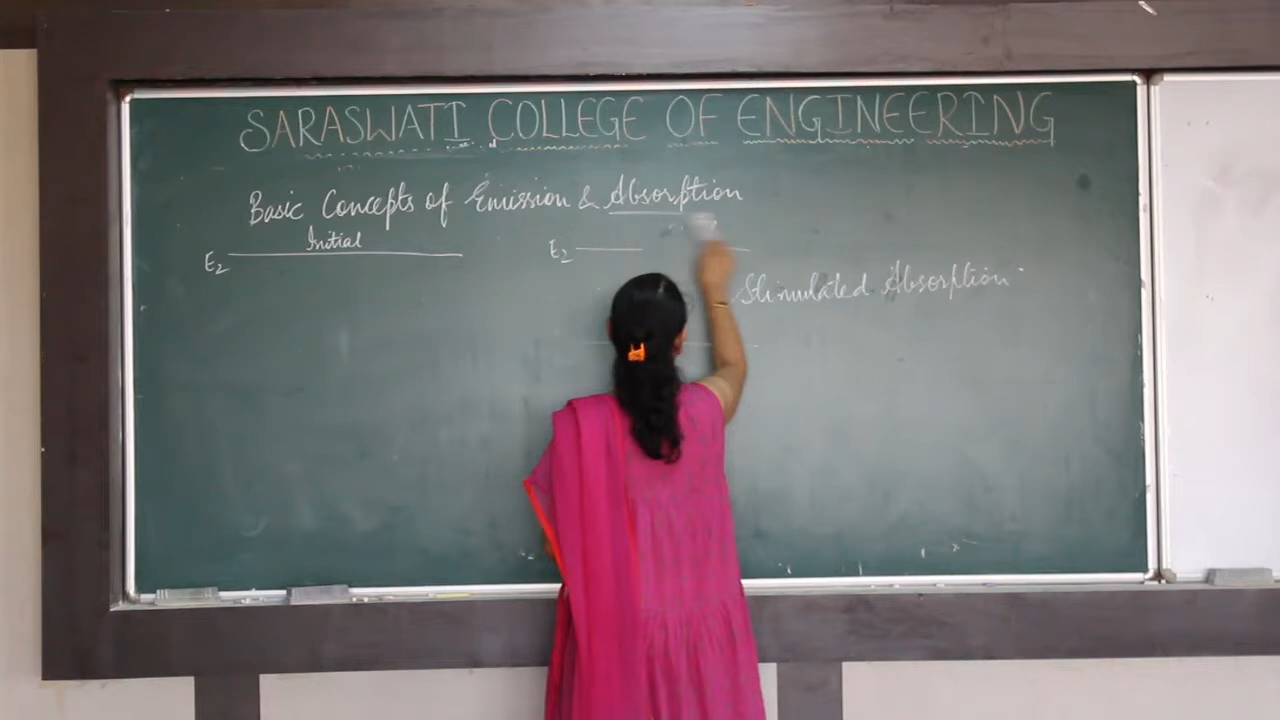 SARASWATI COLLEGE OF ENGINEERING
Basic Concepts of Emission & Absorption
Initial
E2 E2
Stimulated Absorption